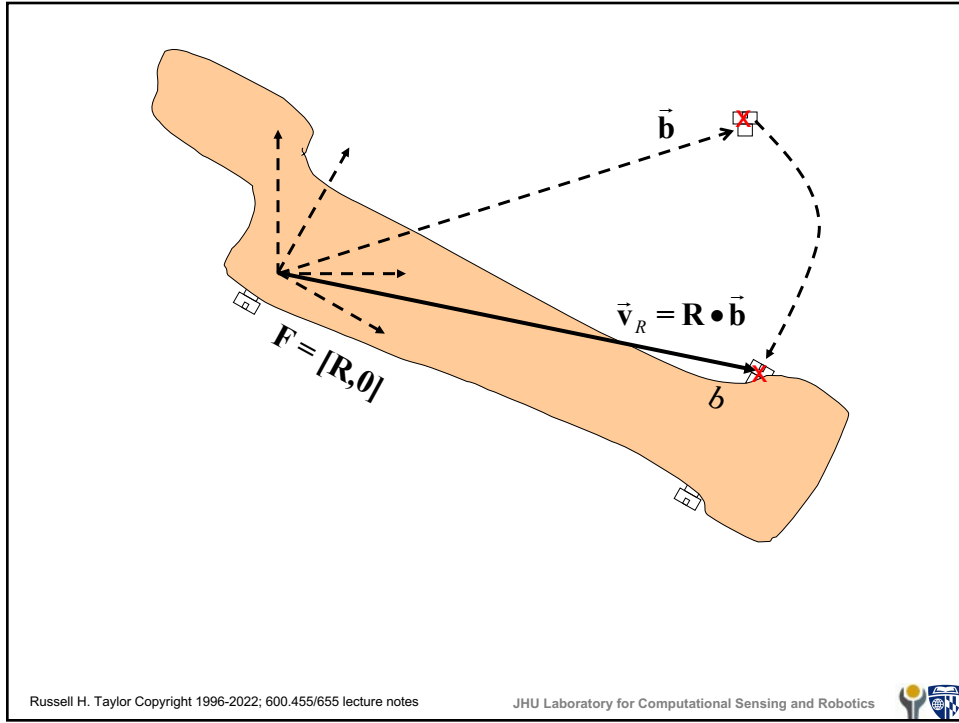 b⃗
v⃗_R = R • b⃗
F = [R,0]
b
Russell H. Taylor Copyright 1996-2022; 600.455/655 lecture notes
JHU Laboratory for Computational Sensing and Robotics